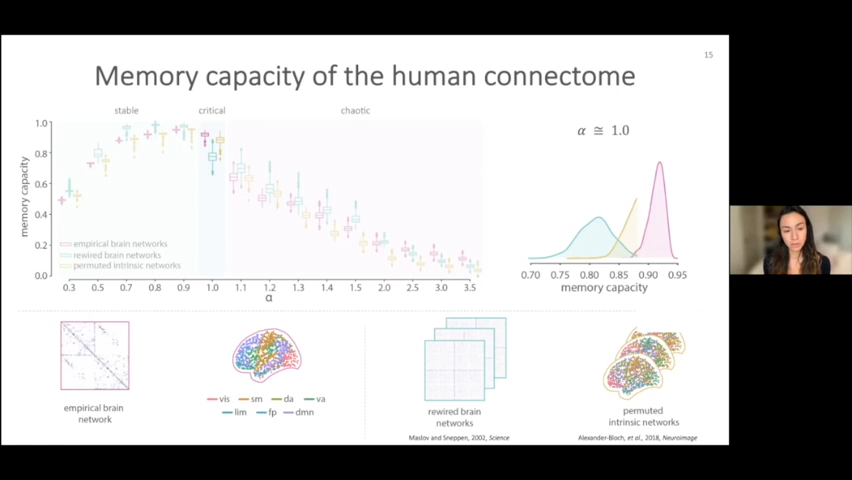 15
Memory capacity of the human connectome
stable critical chaotic
memory capacity
1.0
0.8
0.6
0.4
0.2
0.0
empirical brain networks
rewired brain networks
permuted intrinsic networks
0.3 0.5 0.7 0.8 0.9 1.0 1.1 1.2 1.3 1.4 1.5 2.0 2.5 3.0 3.5
α
α ≅ 1.0
0.70 0.75 0.80 0.85 0.90 0.95
memory capacity
empirical brain
network
vis sm da va
lim fp dmn
rewired brain
networks
Maslov and Sneppen, 2002, Science
permuted
intrinsic networks
Alexander-Bloch, et al., 2018, Neuroimage